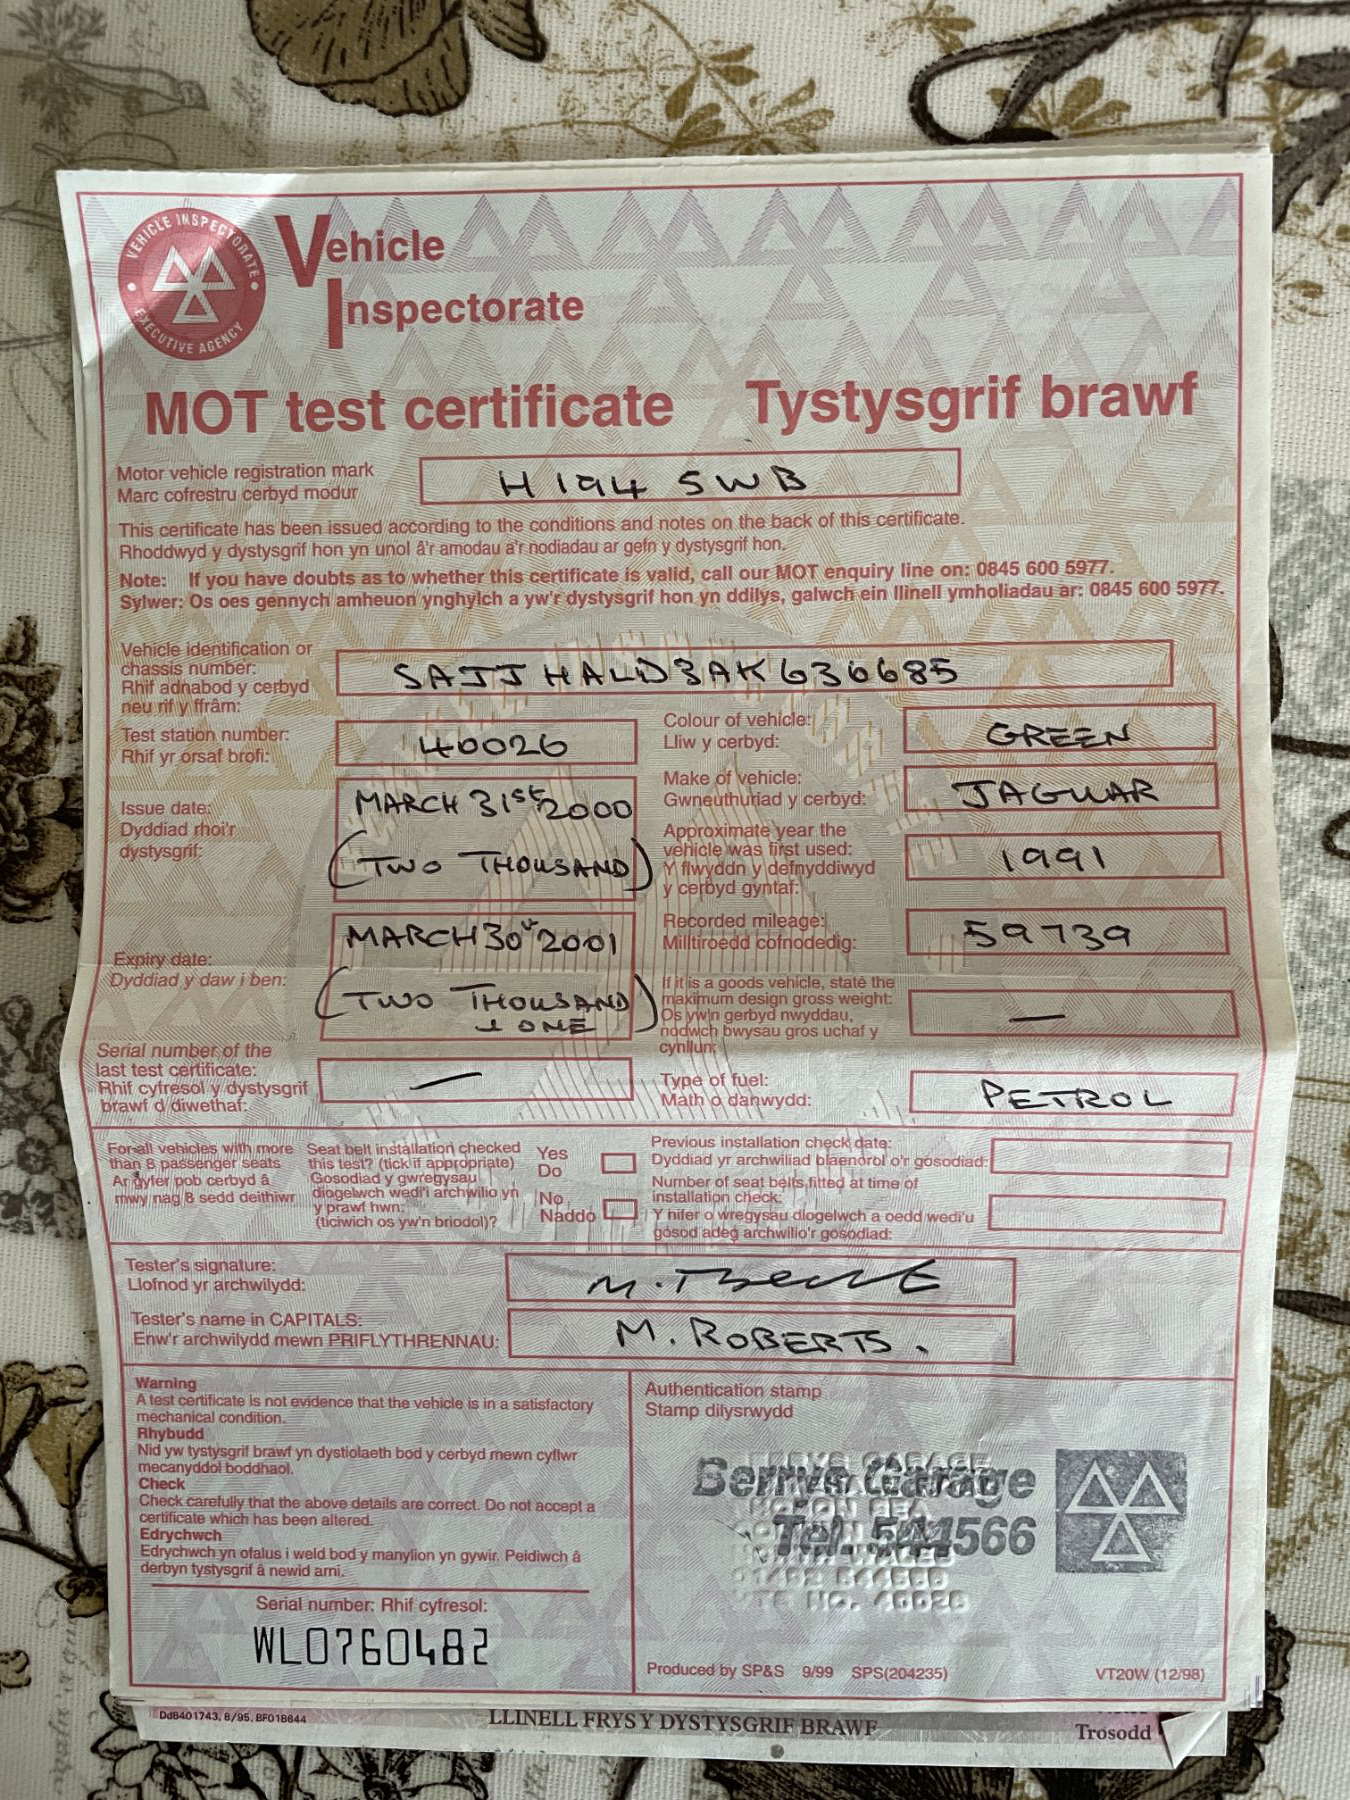 VEHICLE INSPECTORATE
EXECUTIVE AGENCY
Vehicle
Inspectorate
MOT test certificate Tystysgrif brawf
Motor vehicle registration mark
Marc cofrestru cerbyd modur
H194 SWB
This certificate has been issued according to the conditions and notes on the back of this certificate.
Rhoddwyd y dystysgrif hon yn unol â'r amodau a'r nodiadau ar gefn y dystysgrif hon.
Note: If you have doubts as to whether this certificate is valid, call our MOT enquiry line on: 0845 600 5977.
Sylwer: Os oes gennych amheuon ynghylch a yw'r dystysgrif hon yn ddilys, galwch ein llinell ymholiadau ar: 0845 600 5977.
Vehicle identification or
chassis number:
Rhif adnabod y cerbyd
neu rif y ffrâm:
SAJJHALD3AK636685
Test station number:
Rhif yr orsaf brofi:
40026
Colour of vehicle:
Lliw y cerbyd:
GREEN
Make of vehicle:
Gwneuthuriad y cerbyd:
JAGUAR
Issue date:
Dyddiad rhoi'r
dystysgrif:
MARCH 31st 2000
(TWO THOUSAND)
Approximate year the
vehicle was first used:
Y flwyddyn y defnyddiwyd
y cerbyd gyntaf:
1991
Expiry date:
Dyddiad y daw i ben:
MARCH 30 2001
(TWO THOUSAND
& ONE)
Recorded mileage:
Milltiroedd cofnodedig:
59739
If it is a goods vehicle, state the
maximum design gross weight:
Os yw'n gerbyd nwyddau,
nodwch bwysau gros uchaf y
cynllun:
—
Serial number of the
last test certificate:
Rhif cyfresol y dystysgrif
brawf d diwethaf:
—
Type of fuel:
Math o danwydd:
PETROL
For all vehicles with more
than 8 passenger seats
Ar gyfer pob cerbyd â
mwy nag 8 sedd deithiwr
Seat belt installation checked
this test? (tick if appropriate)
Gosodiad y gwregysau
diogelwch wedi'i archwilio yn
y prawf hwn:
(ticiwch os yw'n briodol)?
Yes
Do
No
Naddo
Previous installation check date:
Dyddiad yr archwiliad blaenorol o'r gosodiad:
Number of seat belts fitted at time of
installation check:
Y nifer o wregysau diogelwch a oedd wedi'u
gosod adeg archwilio'r gosodiad:
Tester's signature:
Llofnod yr archwilydd:
Tester's name in CAPITALS:
Enw'r archwilydd mewn PRIFLYTHRENNAU:
M. ROBERTS.
Warning
A test certificate is not evidence that the vehicle is in a satisfactory
mechanical condition.
Rhybudd
Nid yw tystysgrif brawf yn dystiolaeth bod y cerbyd mewn cyflwr
mecanyddol boddhaol.
Check
Check carefully that the above details are correct. Do not accept a
certificate which has been altered.
Edrychwch
Edrychwch yn ofalus i weld bod y manylion yn gywir. Peidiwch â
derbyn tystysgrif â newid arni.
Serial number: Rhif cyfresol:
WL0760482
Authentication stamp
Stamp dilysrwydd
Berrys Garage
Tel. 544566
VTS NO. 40026
Produced by SP&S 9/99 SPS(204235)
VT20W (12/98)
Dd8401743, 8/95, BF018644
LLINELL FRYS Y DYSTYSGRIF BRAWF
Trosodd